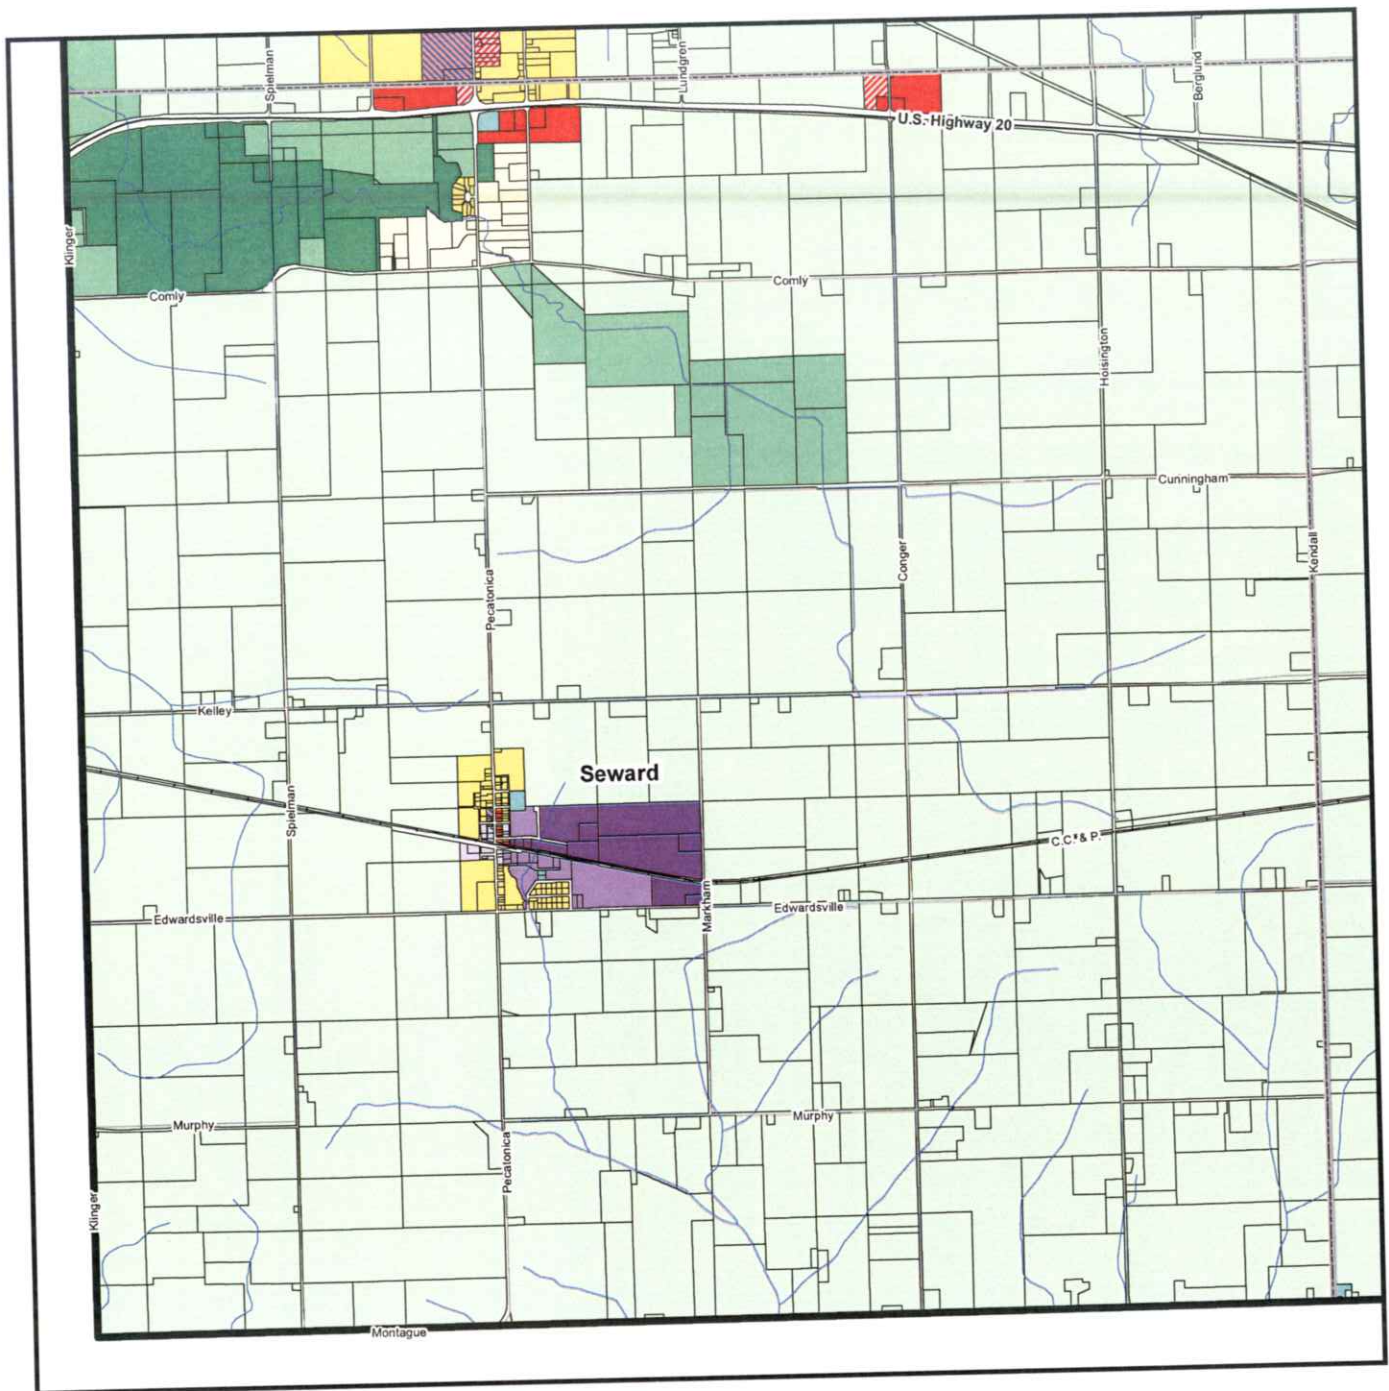 Spielman
Lundgren
Berglund
U.S. Highway 20
Klinger
Comly
Comly
Hoisington
Cunningham
Pecatonica
Conger
Kendall
Kelley
Seward
Spielman
C.C. & P.
Edwardsville
Markham
Edwardsville
Murphy
Murphy
Pecatonica
Klinger
Montague